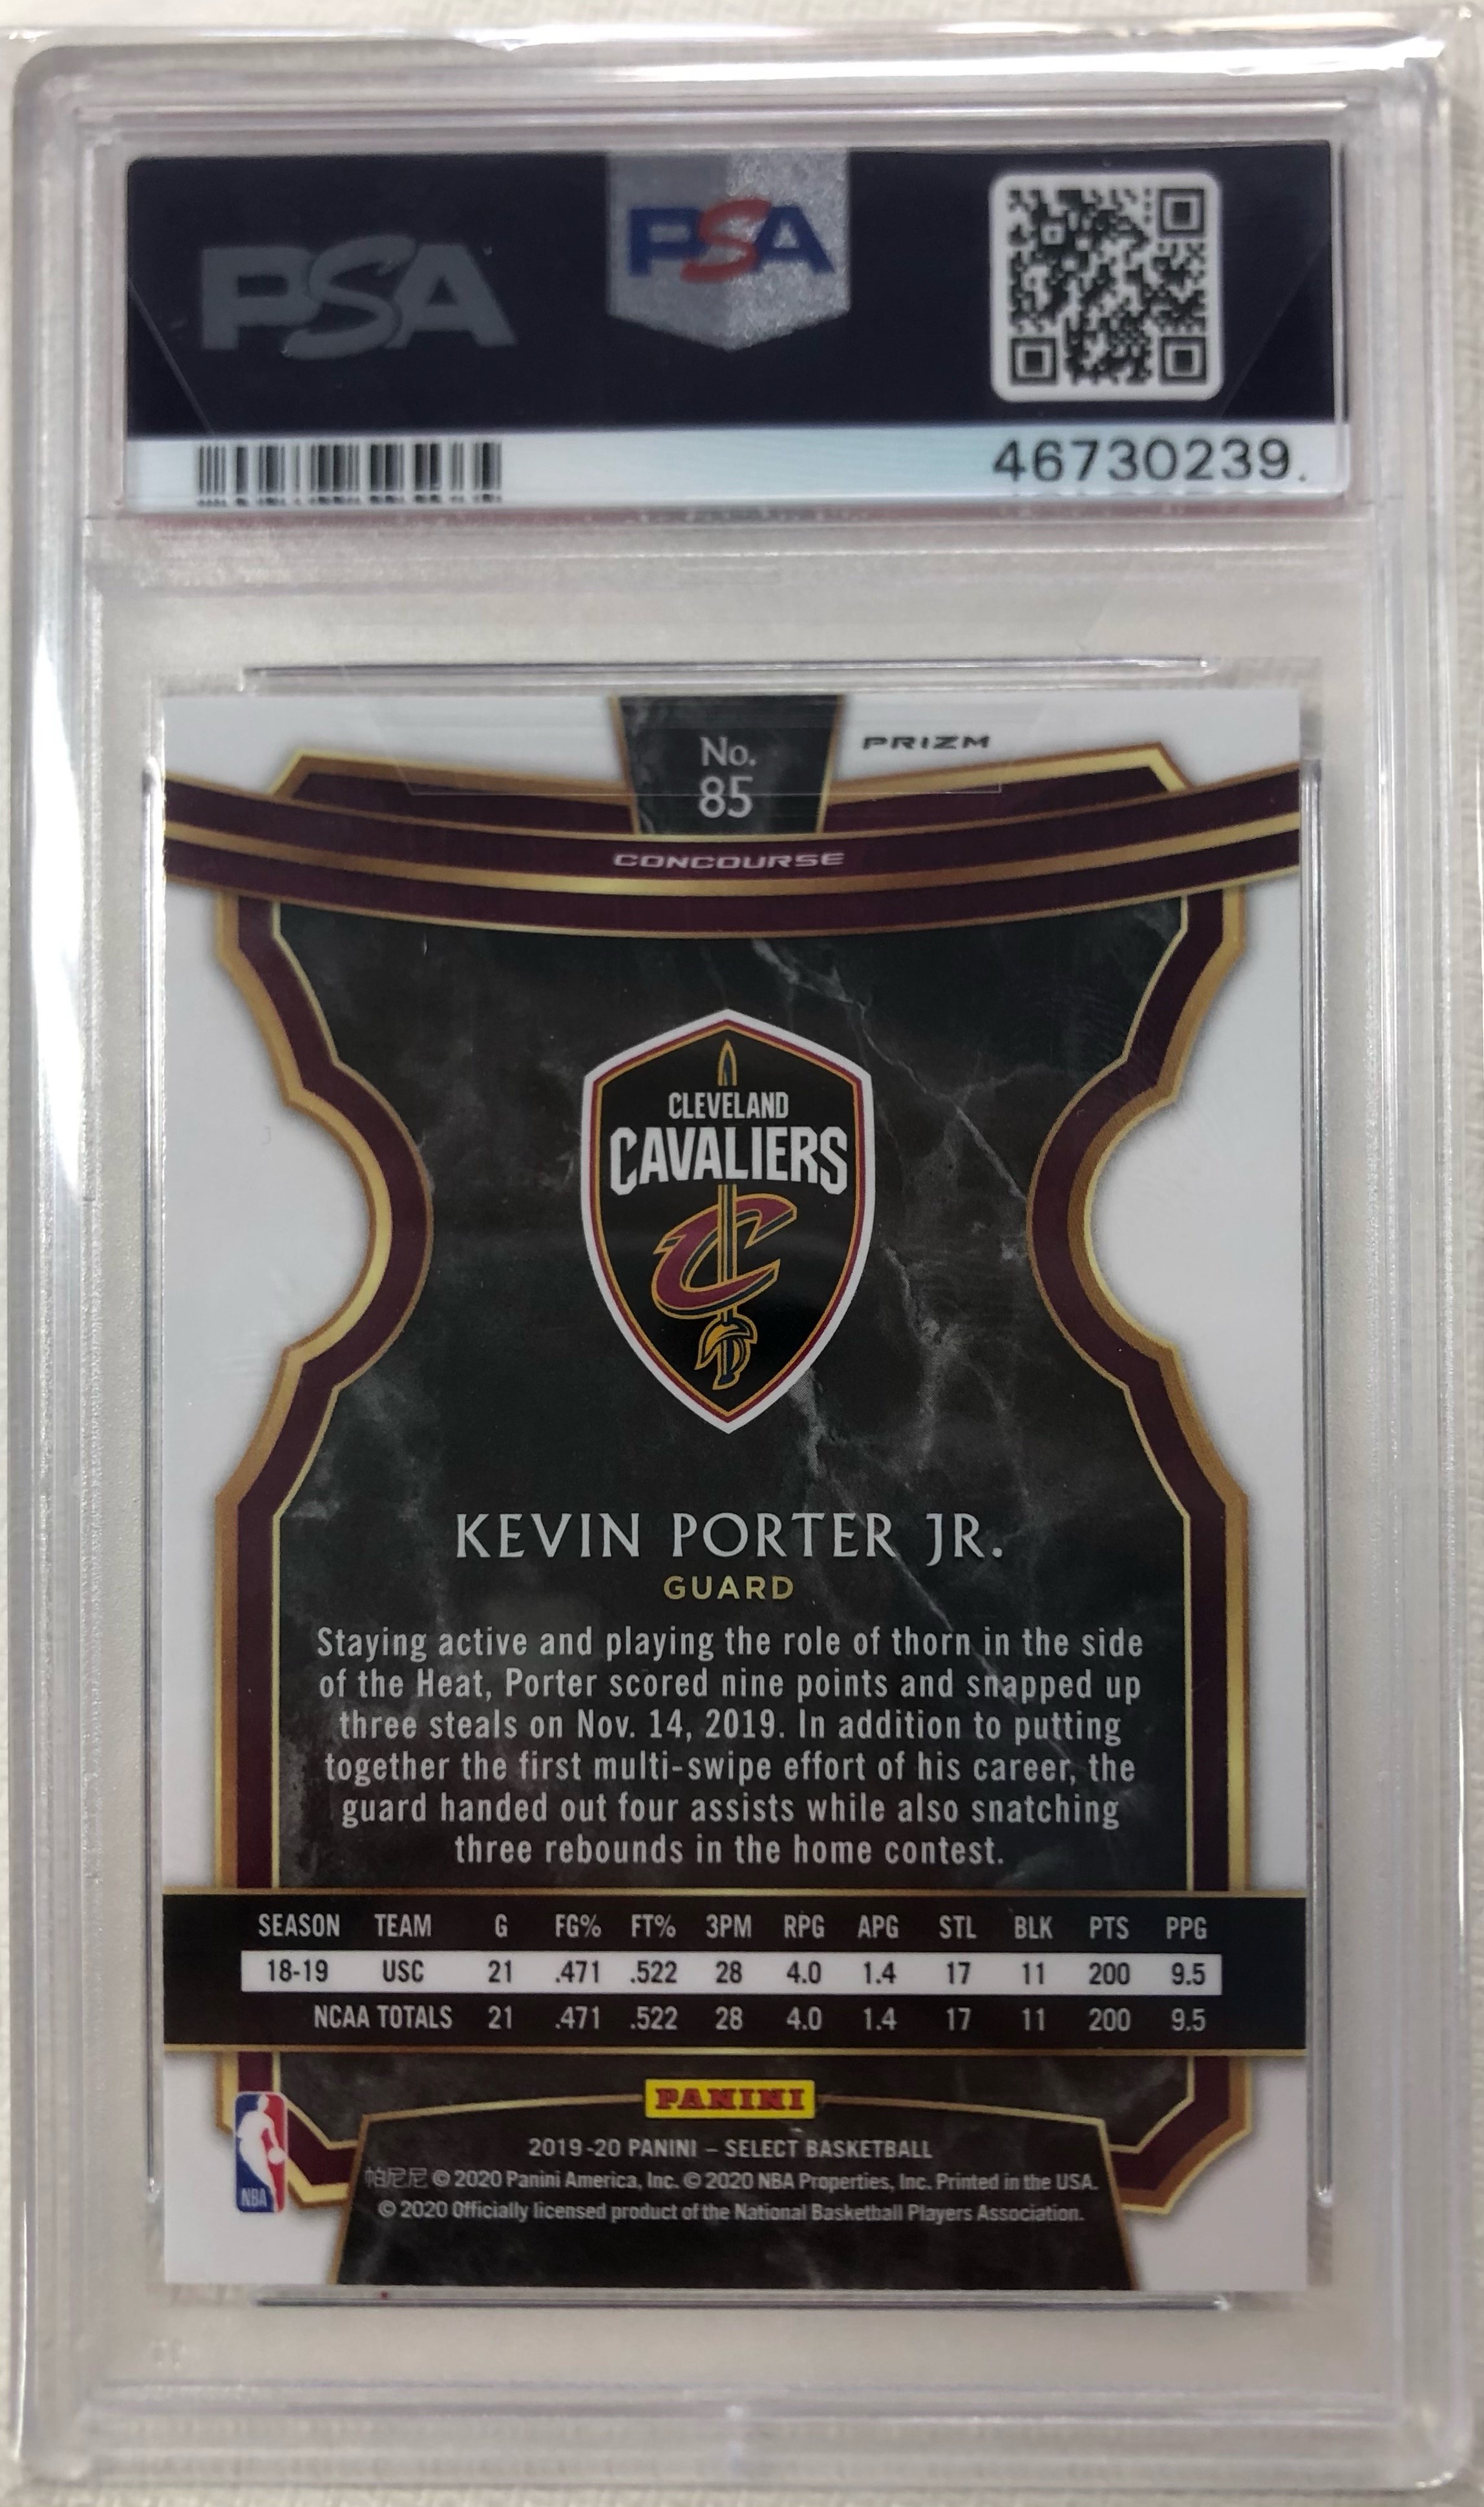 PSA
PSA
46730239
No.
85
PRIZM
CONCOURSE
CLEVELAND
CAVALIERS
C
KEVIN PORTER JR.
GUARD
Staying active and playing the role of thorn in the side
of the Heat, Porter scored nine points and snapped up
three steals on Nov. 14, 2019. In addition to putting
together the first multi-swipe effort of his career, the
guard handed out four assists while also snatching
three rebounds in the home contest.
SEASON TEAM G FG% FT% 3PM RPG APG STL BLK PTS PPG
18-19 USC 21 .471 .522 28 4.0 1.4 17 11 200 9.5
NCAA TOTALS 21 .471 .522 28 4.0 1.4 17 11 200 9.5
PANINI
NBA
2019-20 PANINI – SELECT BASKETBALL
帕尼尼 © 2020 Panini America, Inc. © 2020 NBA Properties, Inc. Printed in the USA.
© 2020 Officially licensed product of the National Basketball Players Association.